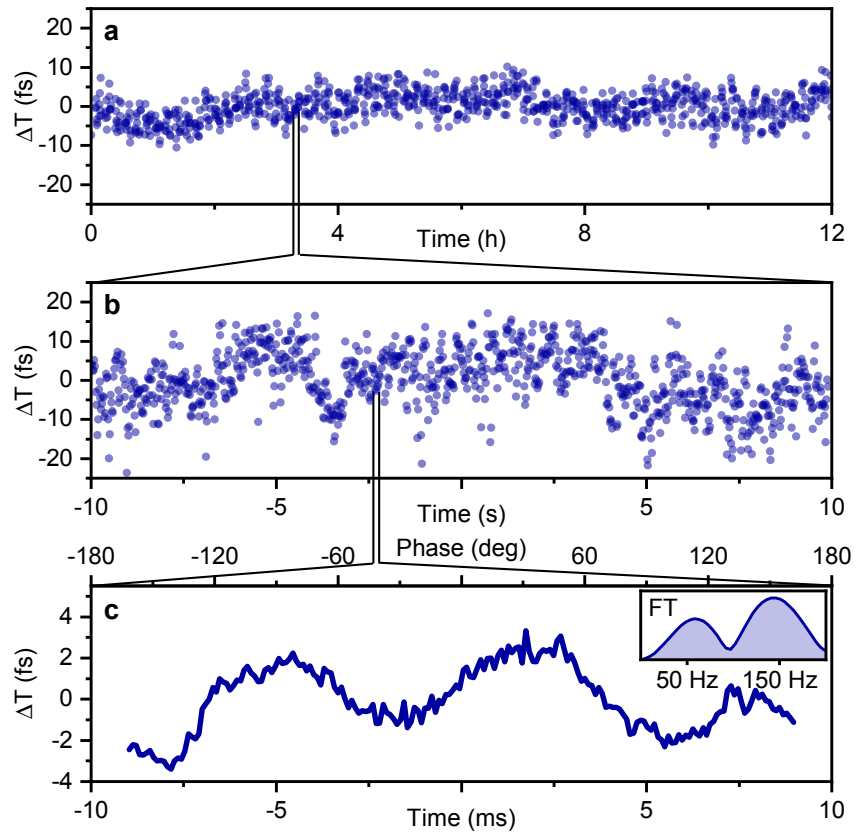 a
20
10
0
-10
-20
ΔT (fs)
0 4 8 12
Time (h)
b
20
10
0
-10
-20
ΔT (fs)
-10 -5 0 5 10
Time (s)
-180 -120 -60 0 60 120 180
Phase (deg)
c
4
2
0
-2
-4
ΔT (fs)
FT
50 Hz 150 Hz
-10 -5 0 5 10
Time (ms)